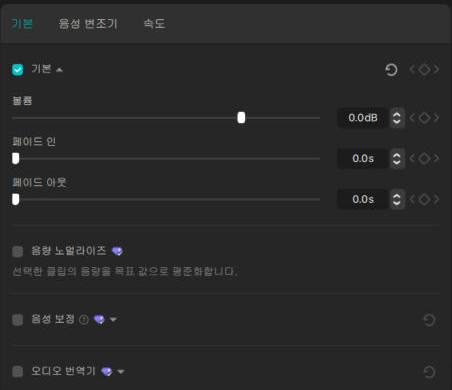 기본 음성 변조기 속도
기본
볼륨
0.0dB
페이드 인
0.0s
페이드 아웃
0.0s
음량 노멀라이즈
선택한 클립의 음량을 목표 값으로 평준화합니다.
음성 보정
오디오 번역기